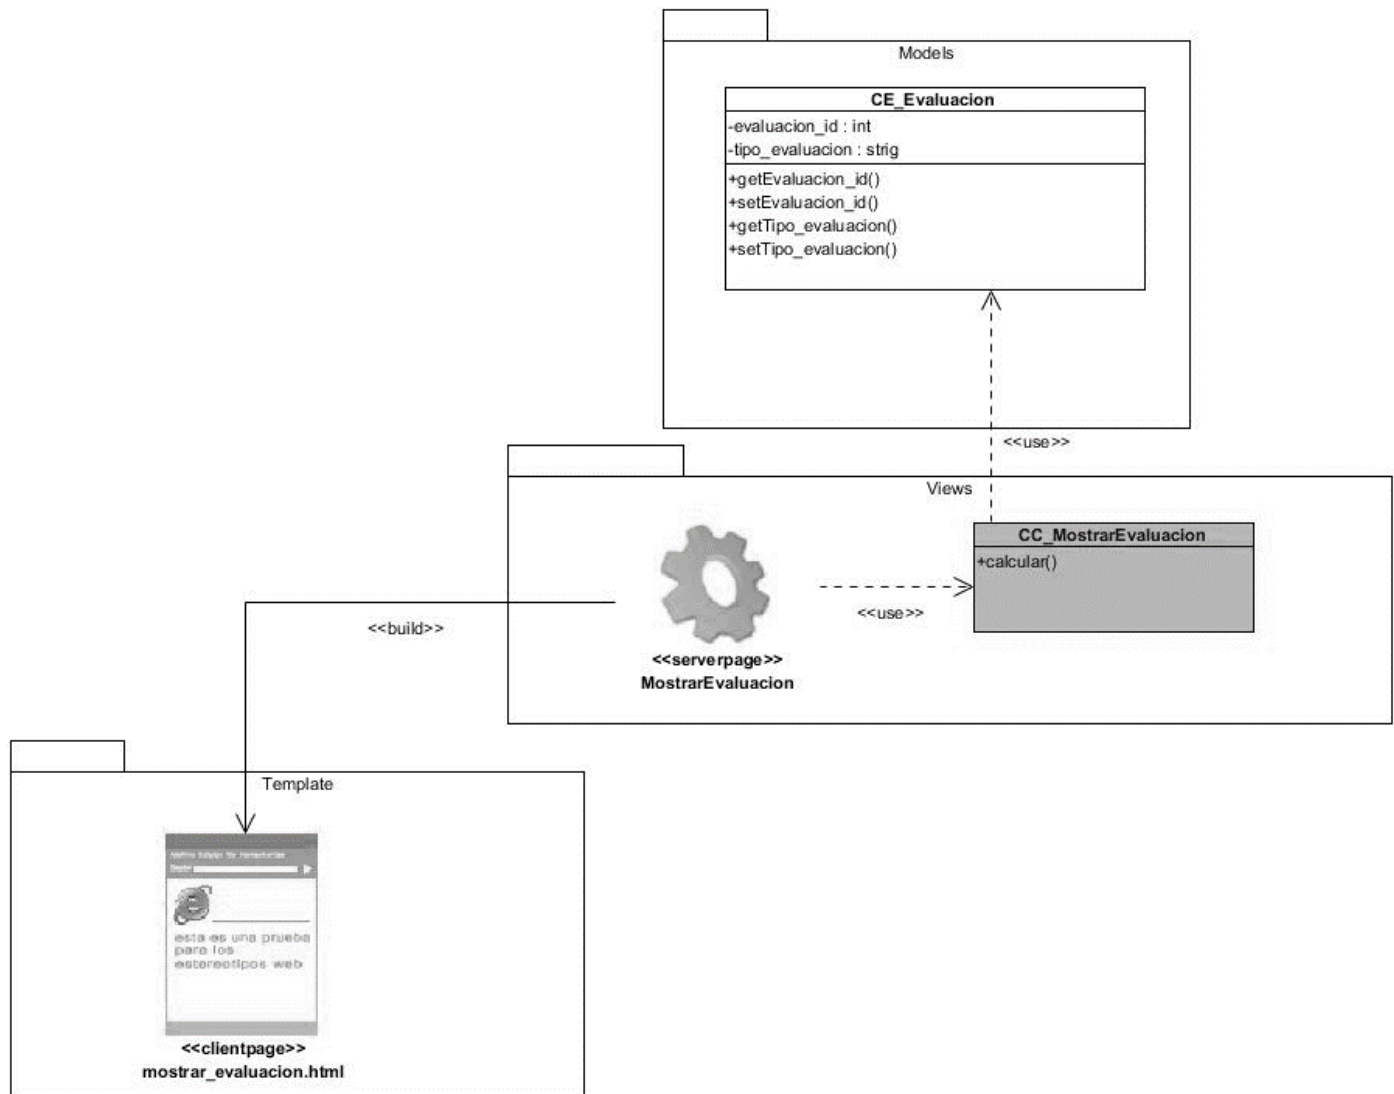 Models
CE_Evaluacion
-evaluacion_id : int
-tipo_evaluacion : strig
+getEvaluacion_id()
+setEvaluacion_id()
+getTipo_evaluacion()
+setTipo_evaluacion()
<<use>>
Views
CC_MostrarEvaluacion
+calcular()
<<use>>
<<build>>
<<serverpage>>
MostrarEvaluacion
Template
esta es una prueba
para los
estereotipos web
<<clientpage>>
mostrar_evaluacion.html